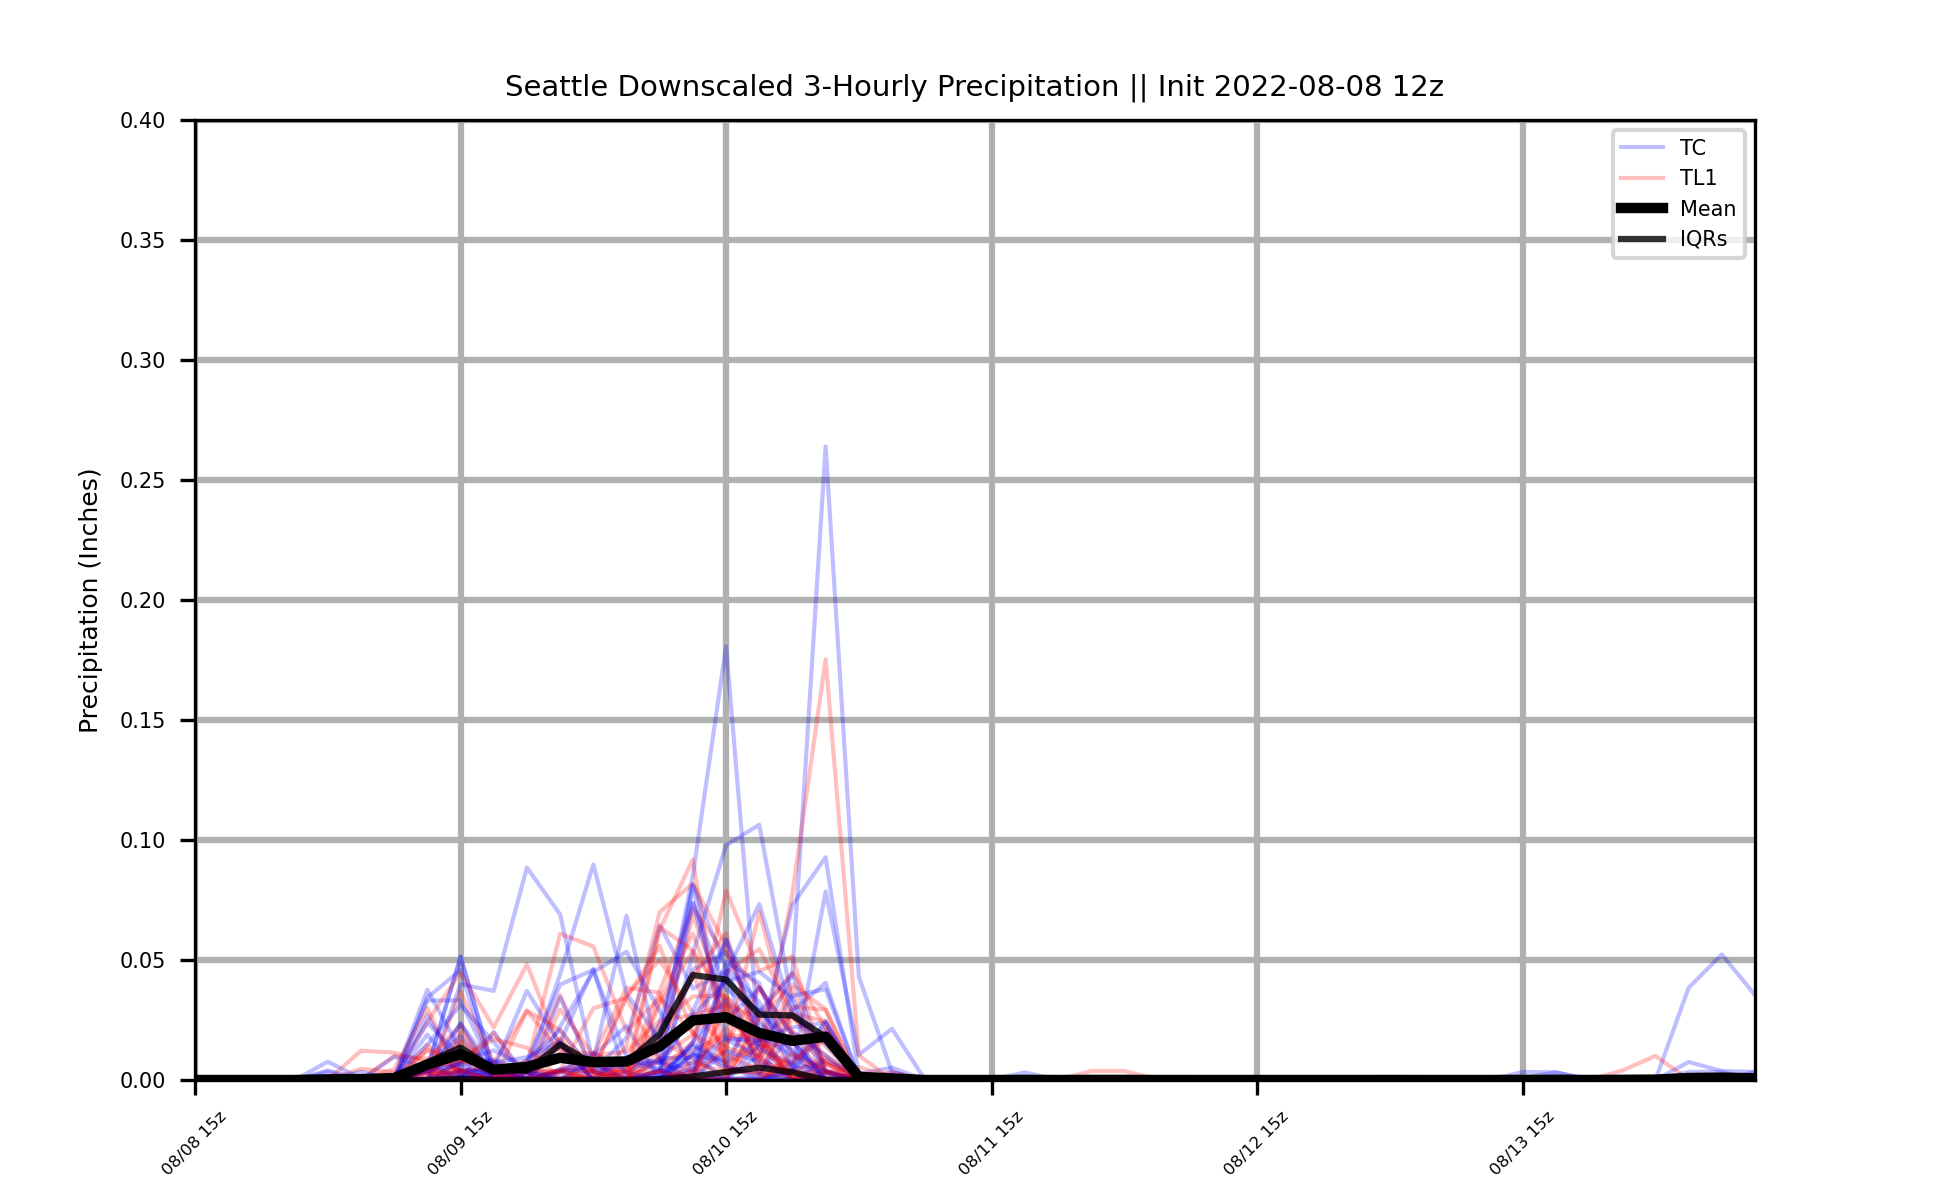 Seattle Downscaled 3-Hourly Precipitation || Init 2022-08-08 12z
TC
TL1
Mean
IQRs
Precipitation (Inches)
0.40
0.35
0.30
0.25
0.20
0.15
0.10
0.05
0.00
08/08 15z
08/09 15z
08/10 15z
08/11 15z
08/12 15z
08/13 15z